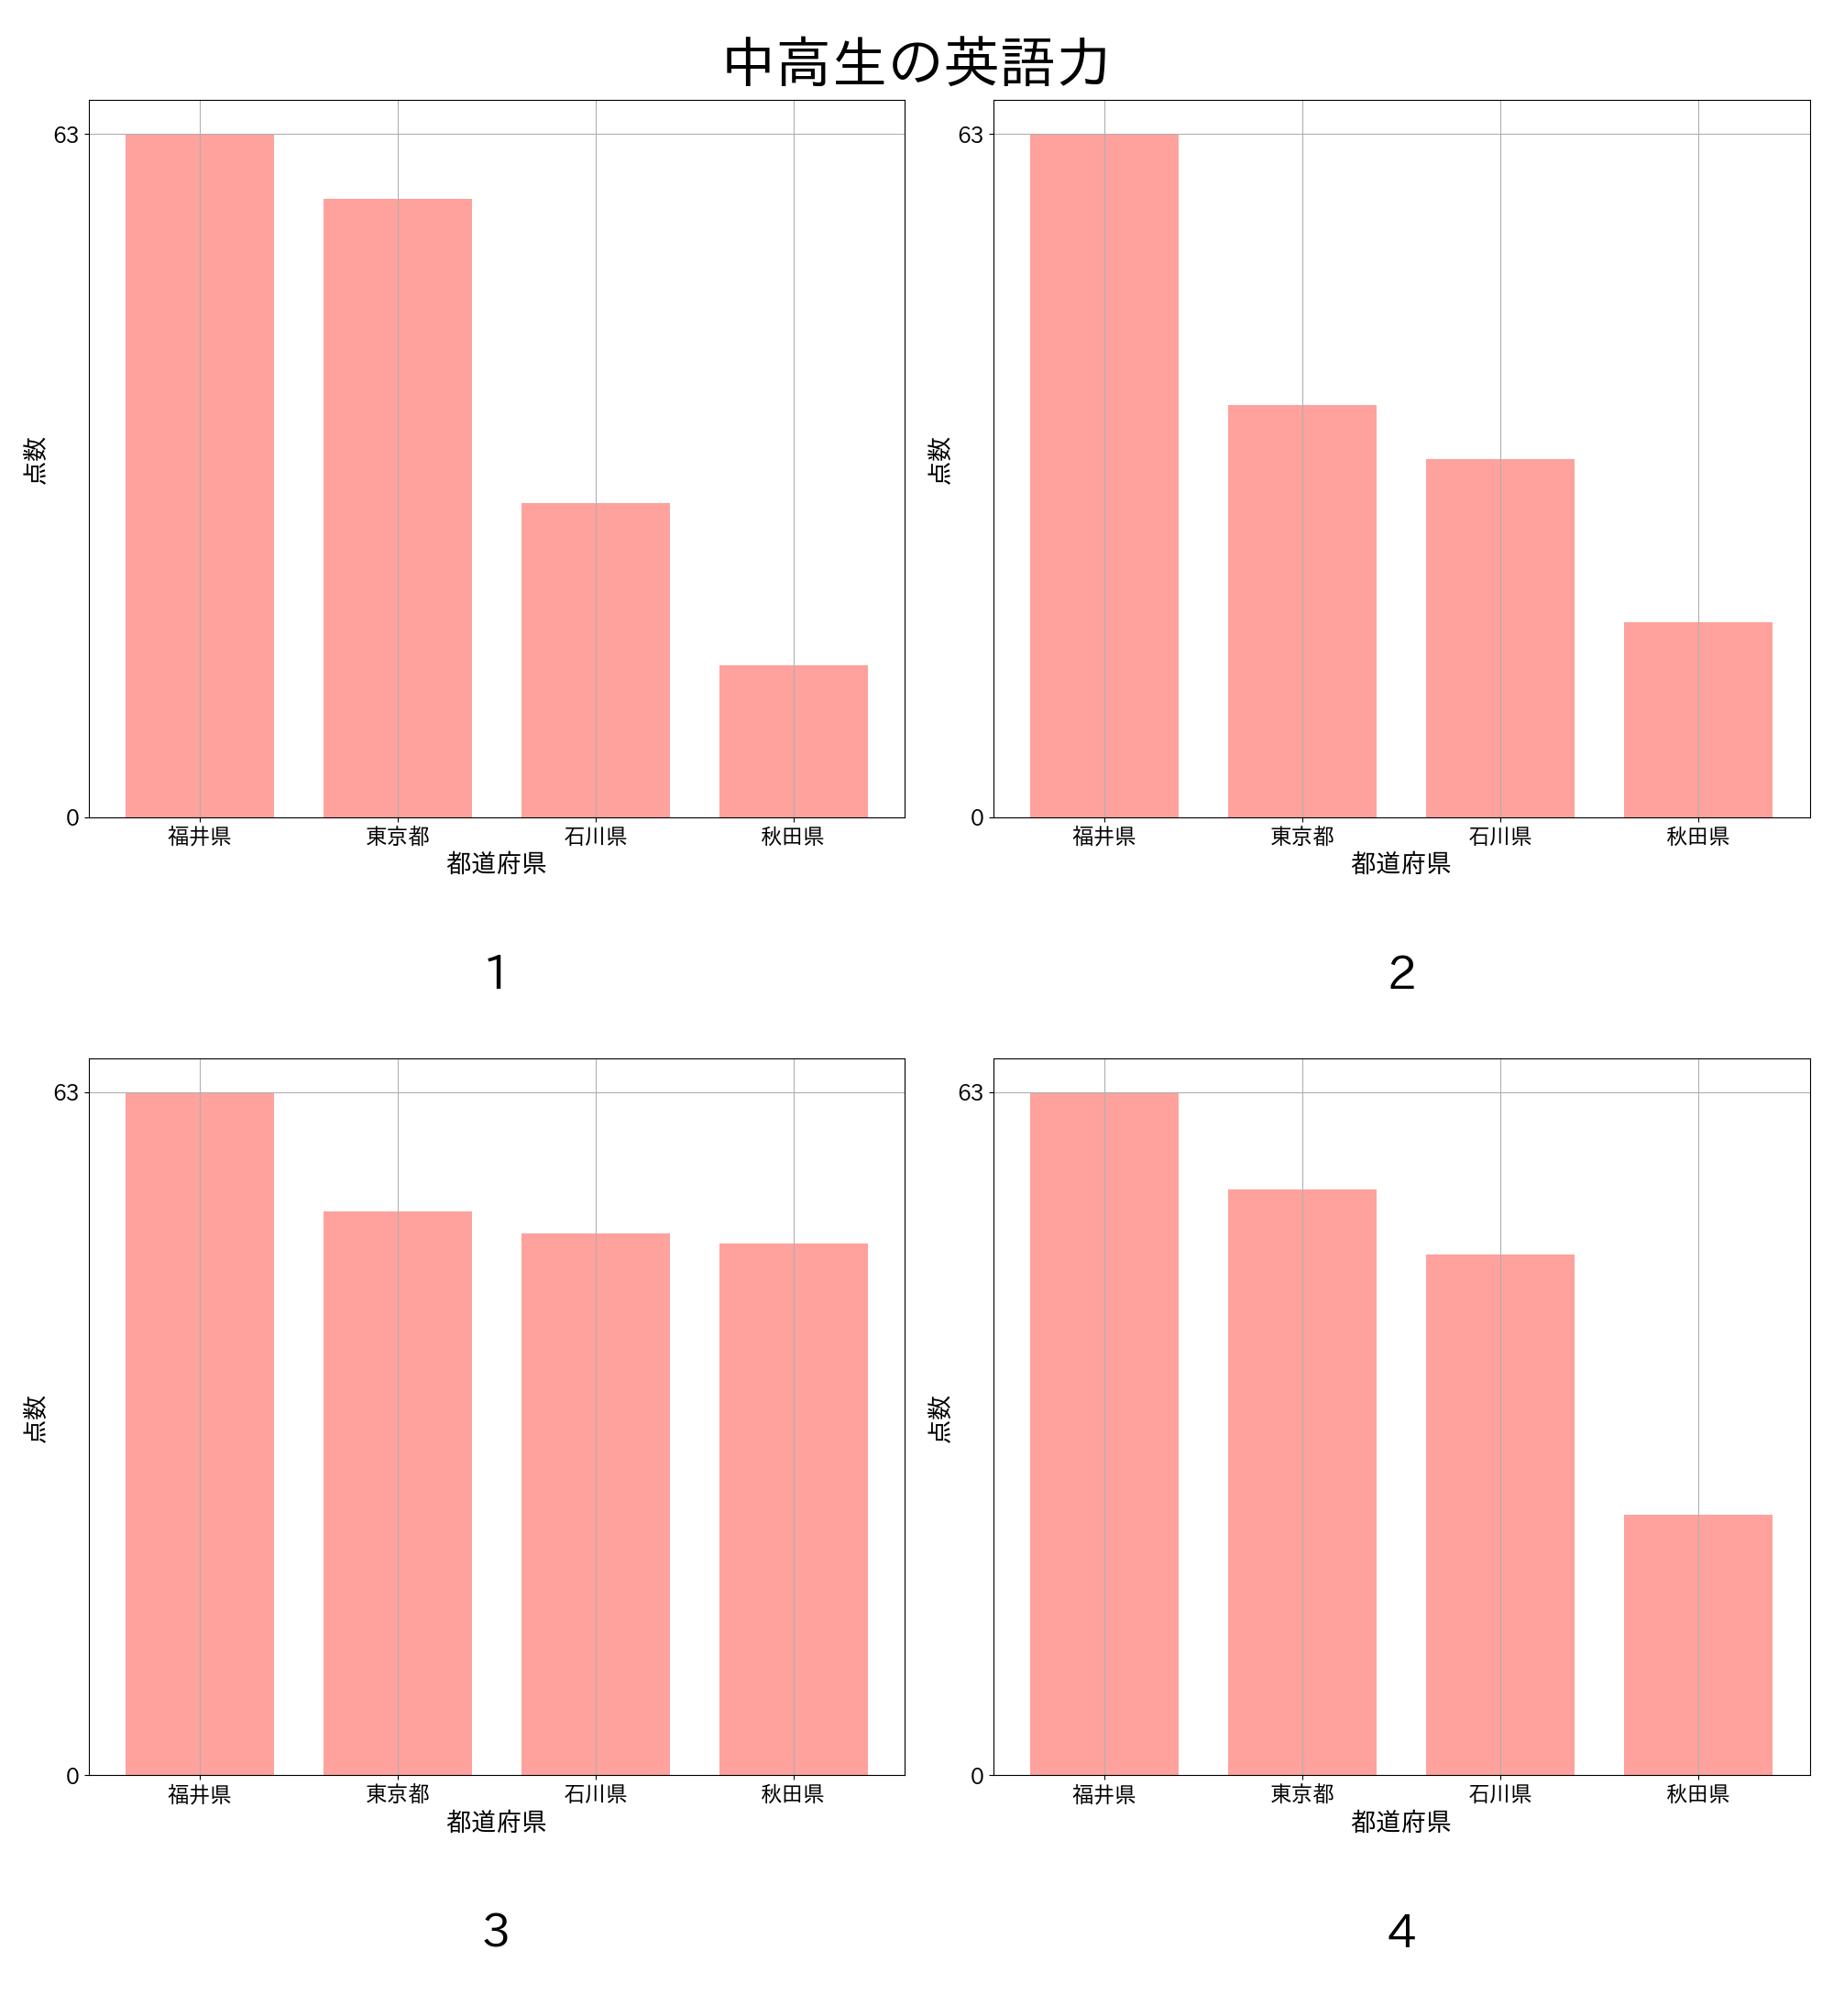 中高生の英語力
63
0
点数
福井県 東京都 石川県 秋田県
都道府県
1
63
0
点数
福井県 東京都 石川県 秋田県
都道府県
2
63
0
点数
福井県 東京都 石川県 秋田県
都道府県
3
63
0
点数
福井県 東京都 石川県 秋田県
都道府県
4